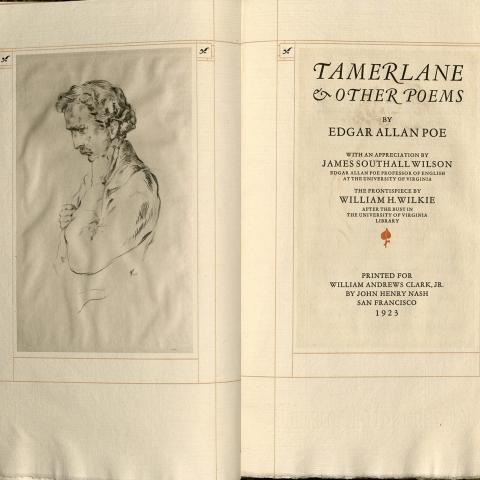 TAMERLANE
& OTHER POEMS
BY
EDGAR ALLAN POE
WITH AN APPRECIATION BY
JAMES SOUTHALL WILSON
EDGAR ALLAN POE PROFESSOR OF ENGLISH
AT THE UNIVERSITY OF VIRGINIA
THE FRONTISPIECE BY
WILLIAM H. WILKIE
AFTER THE BUST IN
THE UNIVERSITY OF VIRGINIA
LIBRARY
PRINTED FOR
WILLIAM ANDREWS CLARK, JR.
BY JOHN HENRY NASH
SAN FRANCISCO
1923